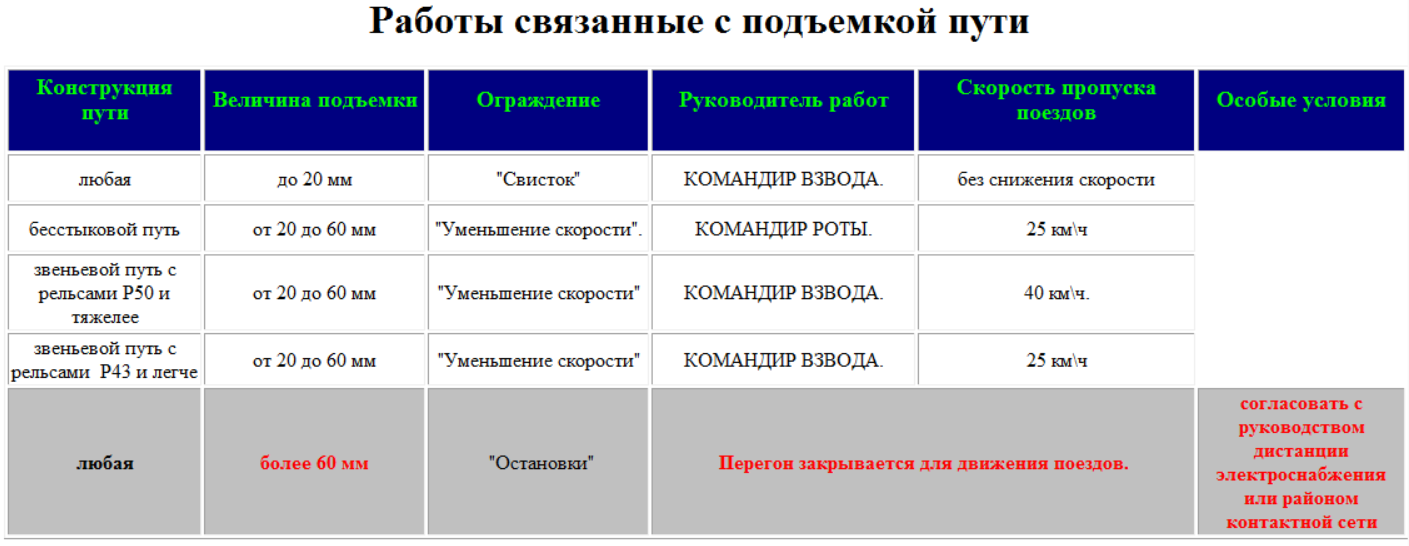 Работы связанные с подъемкой пути
Конструкция
пути
Величина подъемки
Ограждение
Руководитель работ
Скорость пропуска
поездов
Особые условия
любая
до 20 мм
"Свисток"
КОМАНДИР ВЗВОДА.
без снижения скорости
бесстыковой путь
от 20 до 60 мм
"Уменьшение скорости".
КОМАНДИР РОТЫ.
25 км\ч
звеньевой путь с
рельсами Р50 и
тяжелее
от 20 до 60 мм
"Уменьшение скорости"
КОМАНДИР ВЗВОДА.
40 км\ч.
звеньевой путь с
рельсами Р43 и легче
от 20 до 60 мм
"Уменьшение скорости"
КОМАНДИР ВЗВОДА.
25 км\ч
любая
более 60 мм
"Остановки"
Перегон закрывается для движения поездов.
согласовать с
руководством
дистанции
электроснабжения
или районом
контактной сети